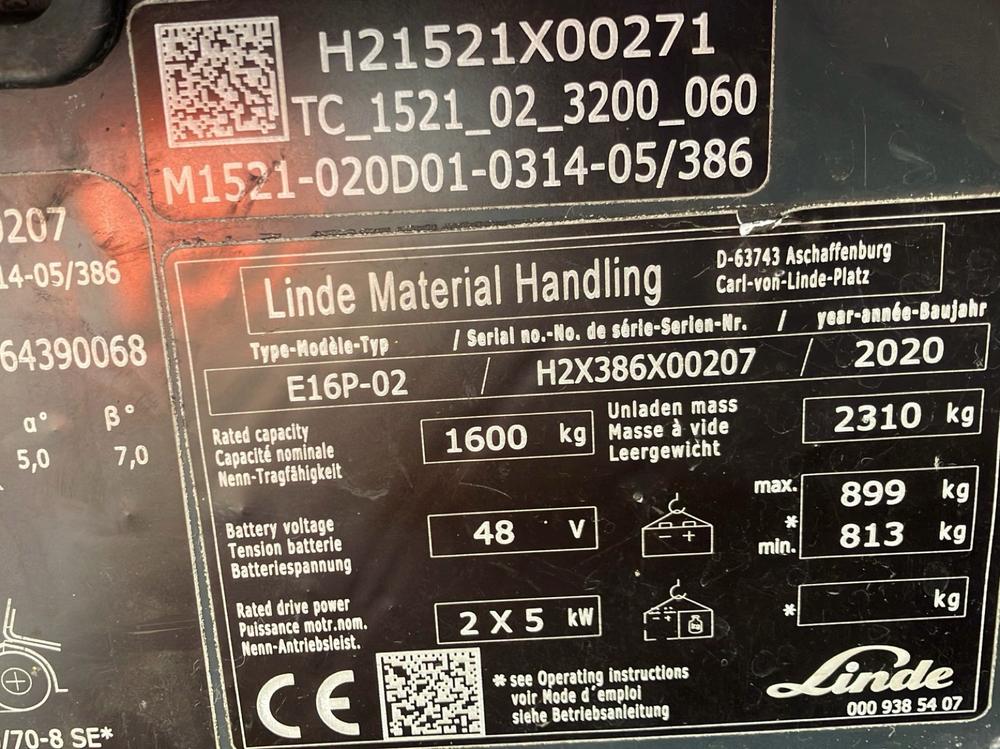 H21521X00271
TC_1521_02_3200_060
M1521-020D01-0314-05/386
0207
14-05/386
64390068
α° β°
5,0 7,0
/70-8 SE*
Linde Material Handling
D-63743 Aschaffenburg
Carl-von-Linde-Platz
Type-Modèle-Typ / Serial no.-No. de série-Serien-Nr. / year-année-Baujahr
E16P-02 / H2X386X00207 / 2020
Rated capacity
Capacité nominale
Nenn-Tragfähigkeit
1600 kg
Unladen mass
Masse à vide
Leergewicht
2310 kg
Battery voltage
Tension batterie
Batteriespannung
48 V
max. 899 kg
*
min. 813 kg
Rated drive power
Puissance motr.nom.
Nenn-Antriebsleist.
2 X 5 kW
* kg
CE
* see Operating instructions
voir Mode d'emploi
siehe Betriebsanleitung
Linde
000 938 54 07